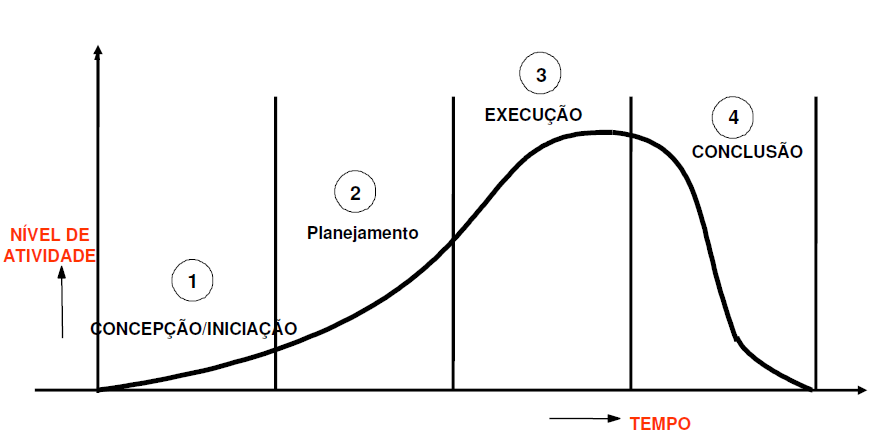 3
EXECUÇÃO
4
CONCLUSÃO
2
Planejamento
NÍVEL DE
ATIVIDADE
1
CONCEPÇÃO/INICIAÇÃO
TEMPO